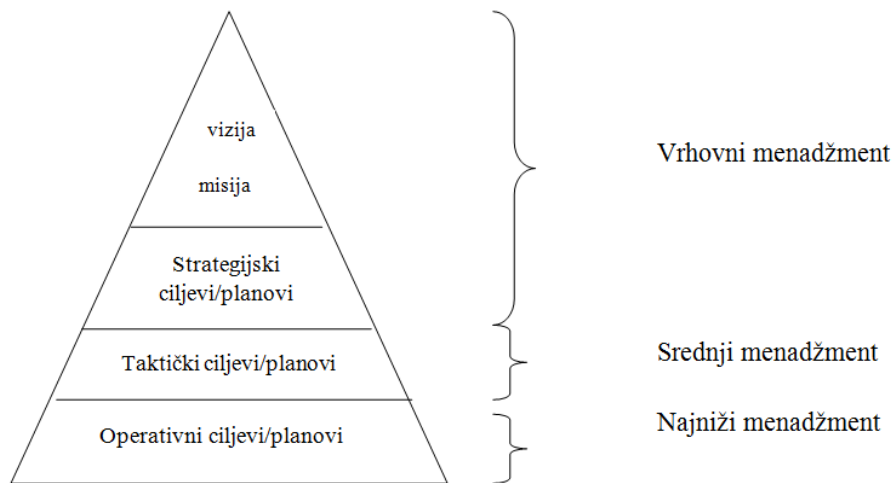 vizija
misija
Strategijski
ciljevi/planovi
Taktički ciljevi/planovi
Operativni ciljevi/planovi
Vrhovni menadžment
Srednji menadžment
Najniži menadžment